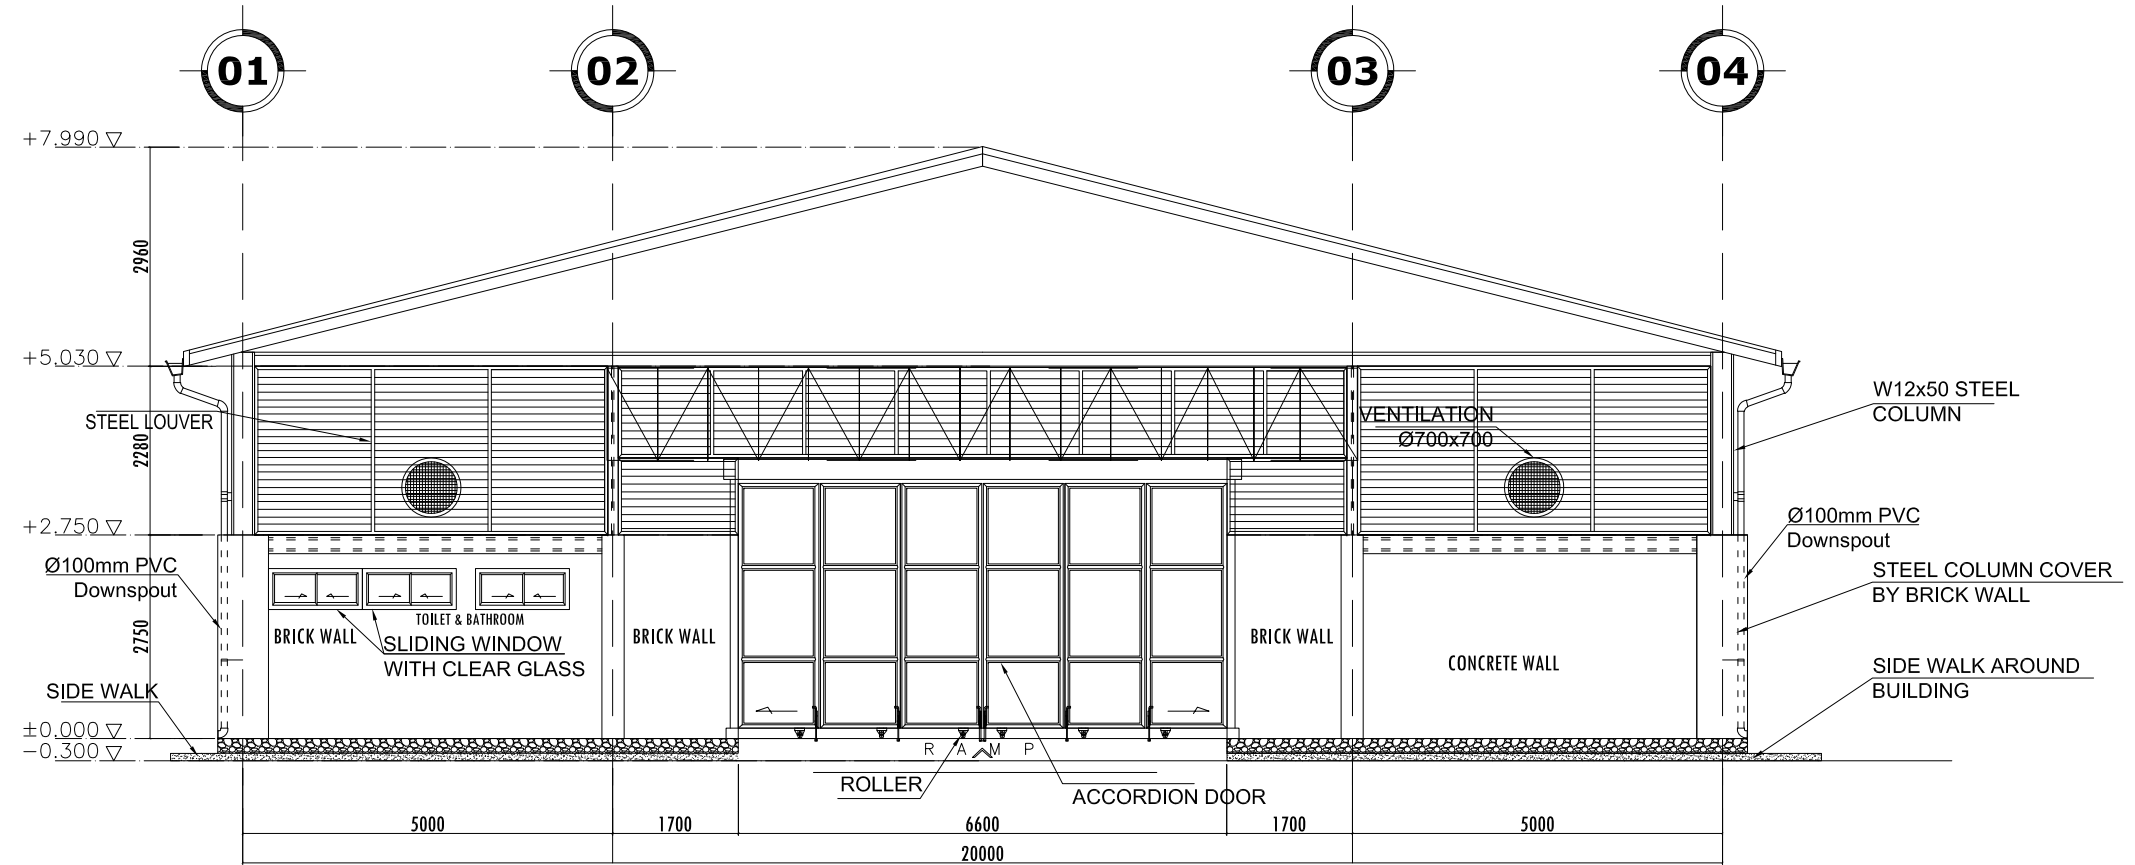 01
02
03
04
+7.990
2960
+5.030
STEEL LOUVER
2280
VENTILATION
Ø700x700
W12x50 STEEL
COLUMN
+2.750
Ø100mm PVC
Downspout
Ø100mm PVC
Downspout
STEEL COLUMN COVER
BY BRICK WALL
2750
TOILET & BATHROOM
BRICK WALL
SLIDING WINDOW
WITH CLEAR GLASS
BRICK WALL
BRICK WALL
CONCRETE WALL
SIDE WALK
SIDE WALK AROUND
BUILDING
±0.000
-0.300
RAMP
ROLLER
ACCORDION DOOR
5000
1700
6600
1700
5000
20000